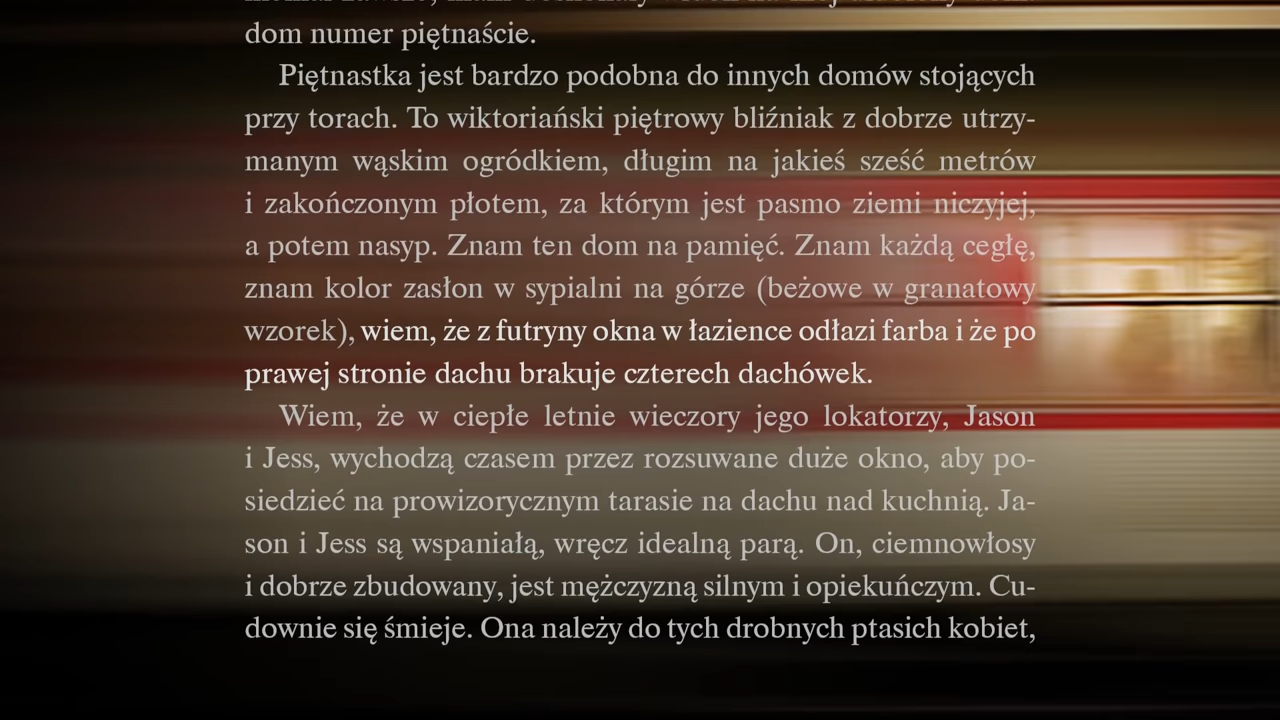 dom numer piętnaście.
Piętnastka jest bardzo podobna do innych domów stojących
przy torach. To wiktoriański piętrowy bliźniak z dobrze utrzy-
manym wąskim ogródkiem, długim na jakieś sześć metrów
i zakończonym płotem, za którym jest pasmo ziemi niczyjej,
a potem nasyp. Znam ten dom na pamięć. Znam każdą cegłę,
znam kolor zasłon w sypialni na górze (beżowe w granatowy
wzorek), wiem, że z futryny okna w łazience odłazi farba i że po
prawej stronie dachu brakuje czterech dachówek.
Wiem, że w ciepłe letnie wieczory jego lokatorzy, Jason
i Jess, wychodzą czasem przez rozsuwane duże okno, aby po-
siedzieć na prowizorycznym tarasie na dachu nad kuchnią. Ja-
son i Jess są wspaniałą, wręcz idealną parą. On, ciemnowłosy
i dobrze zbudowany, jest mężczyzną silnym i opiekuńczym. Cu-
downie się śmieje. Ona należy do tych drobnych ptasich kobiet,